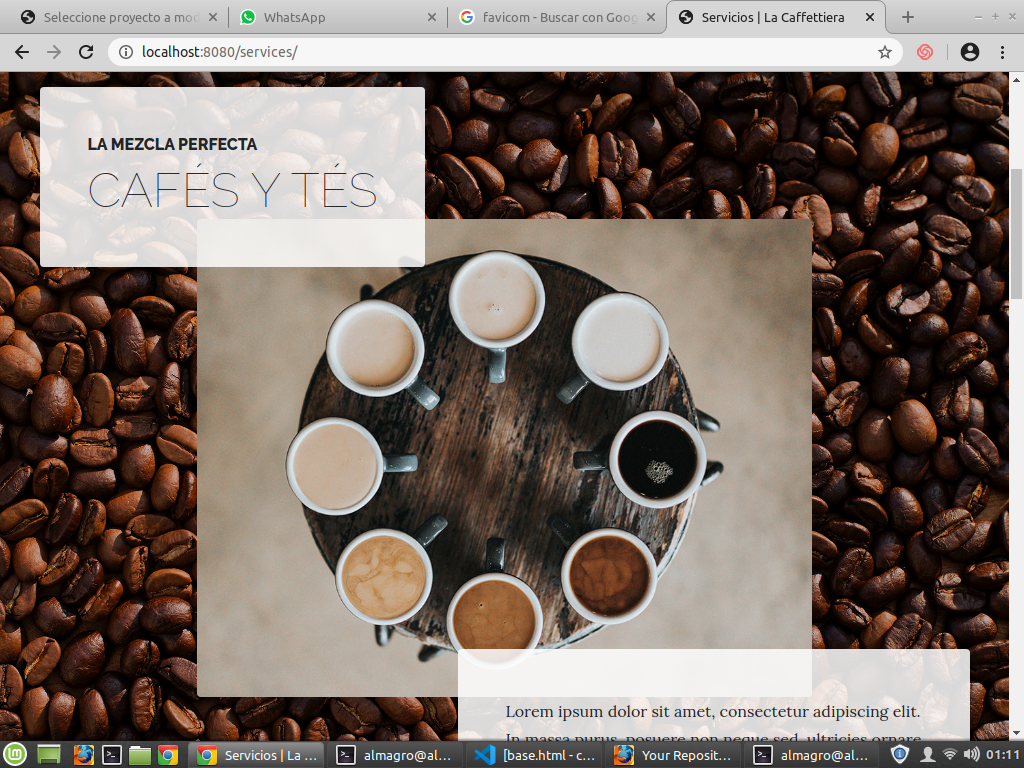 Seleccione proyecto a mod
WhatsApp
favicom - Buscar con Goog
Servicios | La Caffettiera
localhost:8080/services/
LA MEZCLA PERFECTA
CAFÉS Y TÉS
Lorem ipsum dolor sit amet, consectetur adipiscing elit.
In massa purus, posuere non neque sed, ultricies ornare
Servicios | La ...
almagro@al...
[base.html - c...
Your Reposit...
almagro@al...
01:11